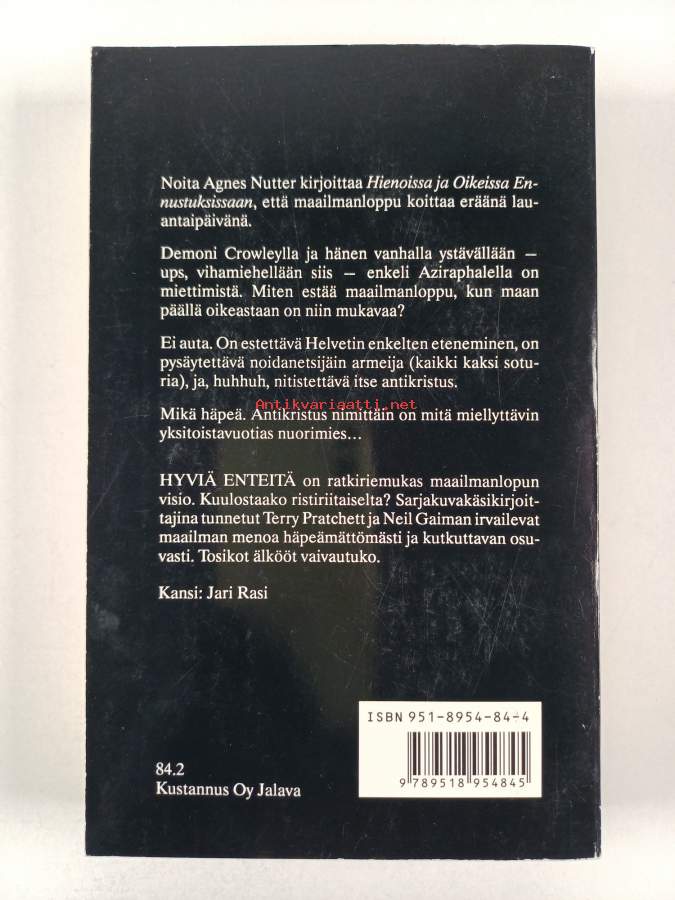 Noita Agnes Nutter kirjoittaa Hienoissa ja Oikeissa En-
nustuksissaan, että maailmanloppu koittaa eräänä lau-
antaipäivänä.
Demoni Crowleylla ja hänen vanhalla ystävällään —
ups, vihamiehellään siis — enkeli Aziraphalella on
miettimistä. Miten estää maailmanloppu, kun maan
päällä oikeastaan on niin mukavaa?
Ei auta. On estettävä Helvetin enkelten eteneminen, on
pysäytettävä noidanetsijäin armeija (kaikki kaksi sotu-
ria), ja, huhhuh, nitistettävä itse antikristus.
Antikvariaatti.net
Mikä häpeä. Antikristus nimittäin on mitä miellyttävin
yksitoistavuotias nuorimies...
HYVIÄ ENTEITÄ on ratkiriemukas maailmanlopun
visio. Kuulostaako ristiriitaiselta? Sarjakuvakäsikirjoit-
tajina tunnetut Terry Pratchett ja Neil Gaiman irvailevat
maailman menoa häpeämättömästi ja kutkuttavan osu-
vasti. Tosikot älkööt vaivautuko.
Kansi: Jari Rasi
ISBN 951-8954-84-4
9 789518 954845
84.2
Kustannus Oy Jalava